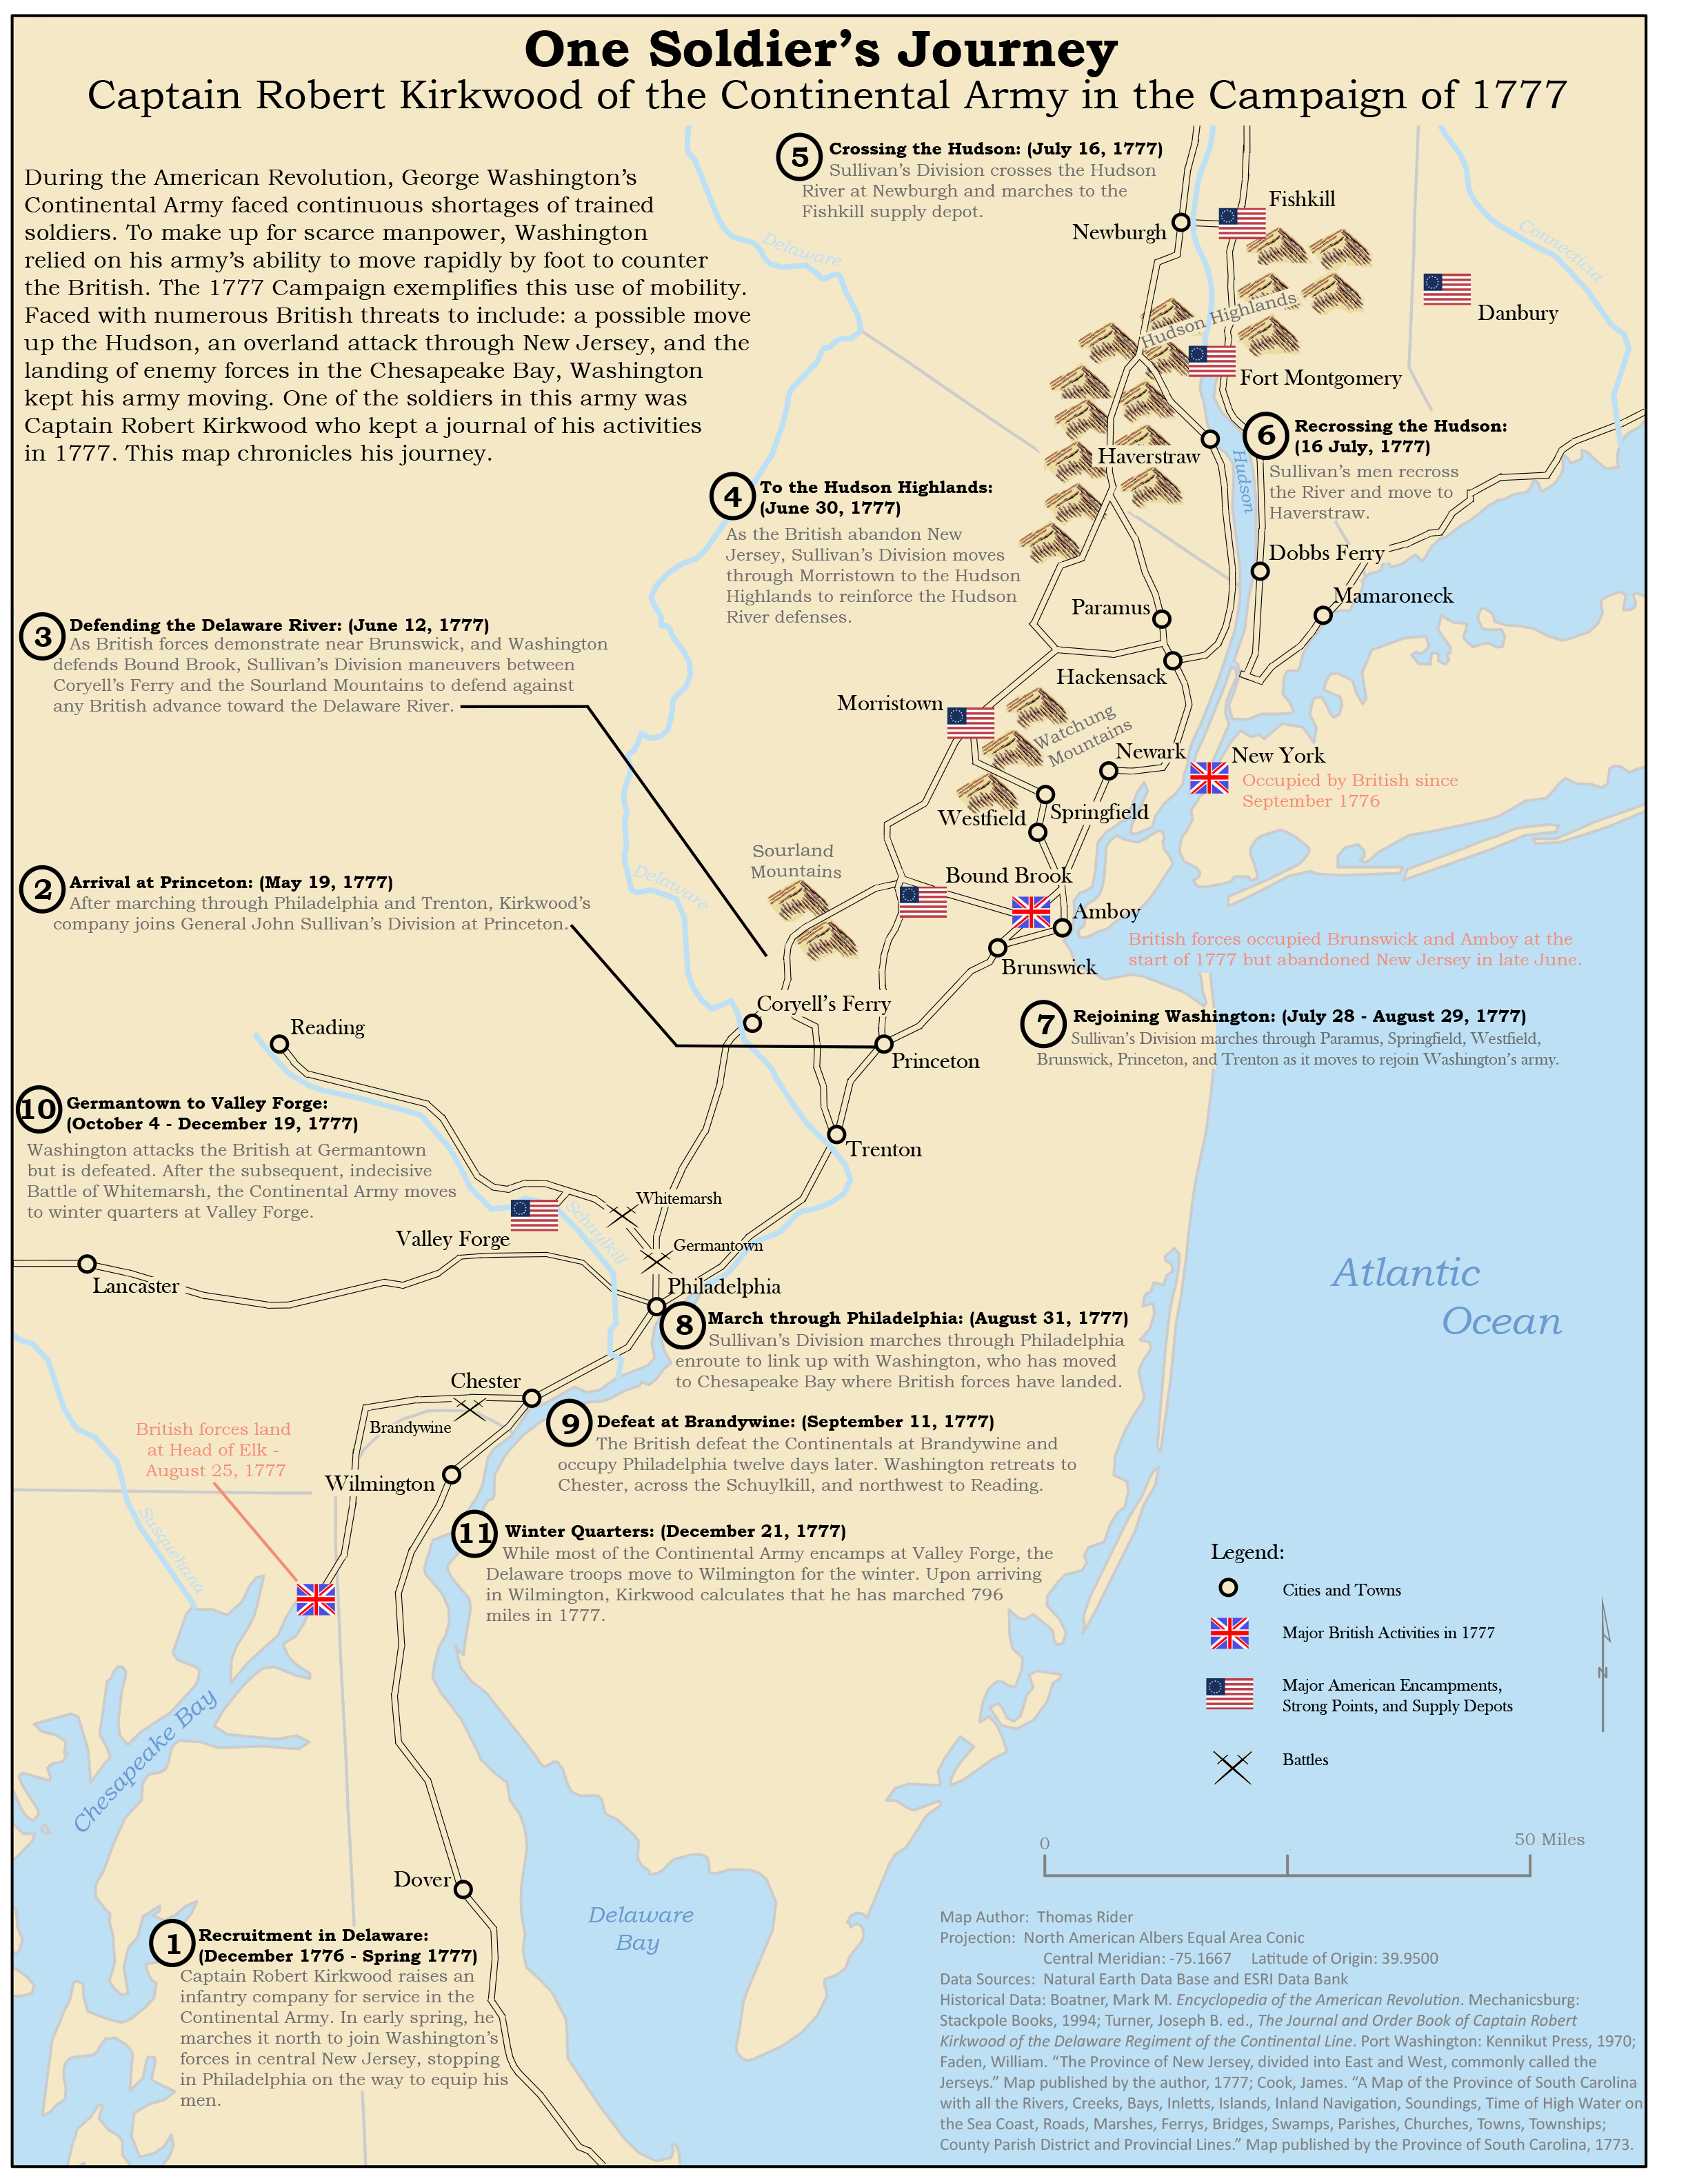 One Soldier's Journey
Captain Robert Kirkwood of the Continental Army in the Campaign of 1777
During the American Revolution, George Washington's
Continental Army faced continuous shortages of trained
soldiers. To make up for scarce manpower, Washington
relied on his army's ability to move rapidly by foot to counter
the British. The 1777 Campaign exemplifies this use of mobility.
Faced with numerous British threats to include: a possible move
up the Hudson, an overland attack through New Jersey, and the
landing of enemy forces in the Chesapeake Bay, Washington
kept his army moving. One of the soldiers in this army was
Captain Robert Kirkwood who kept a journal of his activities
in 1777. This map chronicles his journey.
5 Crossing the Hudson: (July 16, 1777)
Sullivan's Division crosses the Hudson
River at Newburgh and marches to the
Fishkill supply depot.
Fishkill
Newburgh
Delaware
Connecticut
Hudson Highlands
Danbury
Fort Montgomery
6 Recrossing the Hudson:
(16 July, 1777)
Sullivan's men recross
the River and move to
Haverstraw.
Haverstraw
Hudson
4 To the Hudson Highlands:
(June 30, 1777)
As the British abandon New
Jersey, Sullivan's Division moves
through Morristown to the Hudson
Highlands to reinforce the Hudson
River defenses.
Dobbs Ferry
Mamaroneck
Paramus
Hackensack
3 Defending the Delaware River: (June 12, 1777)
As British forces demonstrate near Brunswick, and Washington
defends Bound Brook, Sullivan's Division maneuvers between
Coryell's Ferry and the Sourland Mountains to defend against
any British advance toward the Delaware River.
Morristown
Watchung
Mountains
Newark
New York
Occupied by British since
September 1776
Springfield
Westfield
Sourland
Mountains
Bound Brook
Delaware
2 Arrival at Princeton: (May 19, 1777)
After marching through Philadelphia and Trenton, Kirkwood's
company joins General John Sullivan's Division at Princeton.
Amboy
British forces occupied Brunswick and Amboy at the
start of 1777 but abandoned New Jersey in late June.
Brunswick
Coryell's Ferry
7 Rejoining Washington: (July 28 - August 29, 1777)
Sullivan's Division marches through Paramus, Springfield, Westfield,
Brunswick, Princeton, and Trenton as it moves to rejoin Washington's army.
Reading
Princeton
10 Germantown to Valley Forge:
(October 4 - December 19, 1777)
Washington attacks the British at Germantown
but is defeated. After the subsequent, indecisive
Battle of Whitemarsh, the Continental Army moves
to winter quarters at Valley Forge.
Trenton
Whitemarsh
Schuylkill
Valley Forge
Germantown
Lancaster
Philadelphia
Atlantic
Ocean
8 March through Philadelphia: (August 31, 1777)
Sullivan's Division marches through Philadelphia
enroute to link up with Washington, who has moved
to Chesapeake Bay where British forces have landed.
Chester
Brandywine
9 Defeat at Brandywine: (September 11, 1777)
The British defeat the Continentals at Brandywine and
occupy Philadelphia twelve days later. Washington retreats to
Chester, across the Schuylkill, and northwest to Reading.
British forces land
at Head of Elk -
August 25, 1777
Wilmington
Susquehana
11 Winter Quarters: (December 21, 1777)
While most of the Continental Army encamps at Valley Forge, the
Delaware troops move to Wilmington for the winter. Upon arriving
in Wilmington, Kirkwood calculates that he has marched 796
miles in 1777.
Legend:
Cities and Towns
Major British Activities in 1777
Major American Encampments,
Strong Points, and Supply Depots
Battles
N
Chesapeake Bay
0 50 Miles
Dover
Delaware
Bay
1 Recruitment in Delaware:
(December 1776 - Spring 1777)
Captain Robert Kirkwood raises an
infantry company for service in the
Continental Army. In early spring, he
marches it north to join Washington's
forces in central New Jersey, stopping
in Philadelphia on the way to equip his
men.
Map Author: Thomas Rider
Projection: North American Albers Equal Area Conic
Central Meridian: -75.1667 Latitude of Origin: 39.9500
Data Sources: Natural Earth Data Base and ESRI Data Bank
Historical Data: Boatner, Mark M. Encyclopedia of the American Revolution. Mechanicsburg:
Stackpole Books, 1994; Turner, Joseph B. ed., The Journal and Order Book of Captain Robert
Kirkwood of the Delaware Regiment of the Continental Line. Port Washington: Kennikut Press, 1970;
Faden, William. "The Province of New Jersey, divided into East and West, commonly called the
Jerseys." Map published by the author, 1777; Cook, James. "A Map of the Province of South Carolina
with all the Rivers, Creeks, Bays, Inletts, Islands, Inland Navigation, Soundings, Time of High Water on
the Sea Coast, Roads, Marshes, Ferrys, Bridges, Swamps, Parishes, Churches, Towns, Townships;
County Parish District and Provincial Lines." Map published by the Province of South Carolina, 1773.